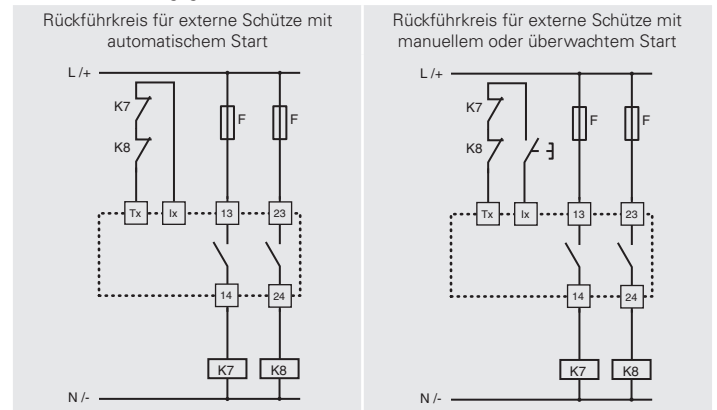 Rückführkreis für externe Schütze mit
automatischem Start
L /+
K7
K8
F
F
Tx
Ix
13
23
14
24
K7
K8
N /-
Rückführkreis für externe Schütze mit
manuellem oder überwachtem Start
L /+
K7
K8
F
F
Tx
Ix
13
23
14
24
K7
K8
N /-